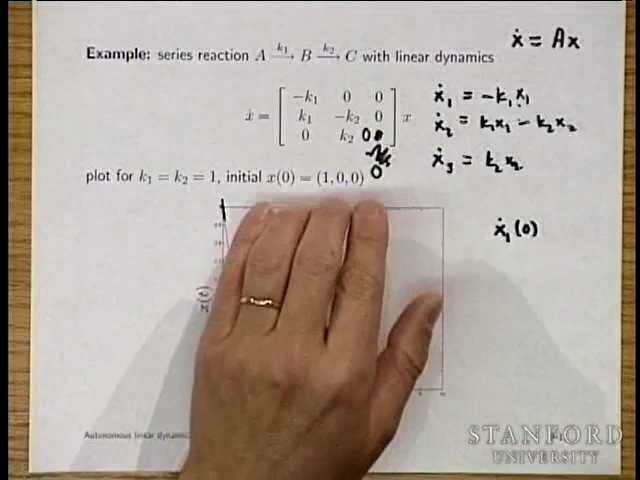 Example: series reaction A —k₁→ B —k₂→ C with linear dynamics
ẋ = Ax
ẋ = [ −k₁ 0 0
k₁ −k₂ 0
0 k₂ 0 ] x
0
ẋ₁ = −k₁x₁
ẋ₂ = k₁x₁ − k₂x₂
ẋ₃ = k₂x₂
plot for k₁ = k₂ = 1, initial x(0) = (1, 0, 0)
ẋ₁(0)
x(t)
Autonomous linear dynamic
STANFORD
UNIVERSITY